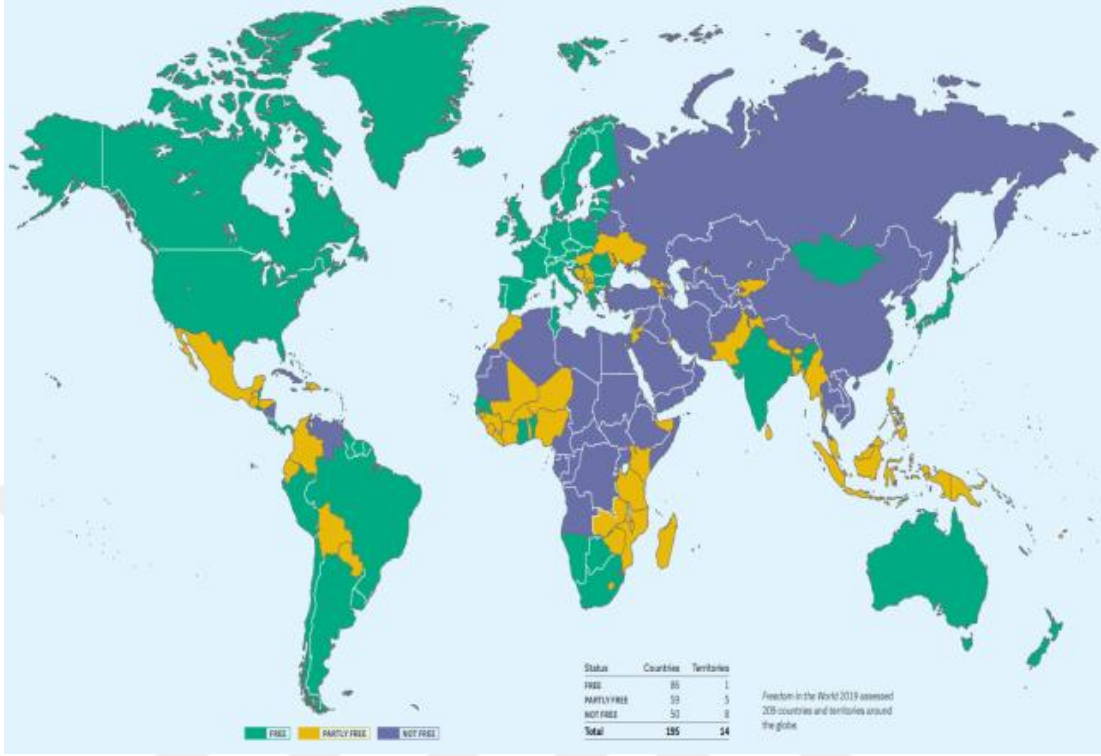 Status Countries Territories
FREE 86 1
PARTLY FREE 59 5
NOT FREE 50 8
Total 195 14
Freedom in the World 2019 assessed
209 countries and territories around
the globe.
FREE PARTLY FREE NOT FREE